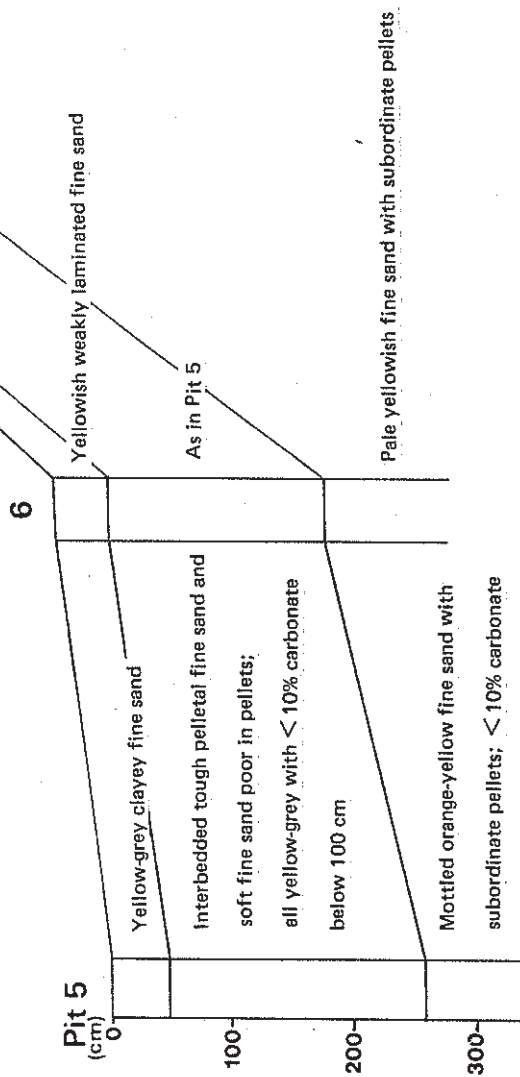 Pit 5
(cm)
0
100
200
300
Yellow-grey clayey fine sand
Interbedded tough pelletal fine sand and
soft fine sand poor in pellets;
all yellow-grey with <10% carbonate
below 100 cm
Mottled orange-yellow fine sand with
subordinate pellets; <10% carbonate
6
Yellowish weakly laminated fine sand
As in Pit 5
Pale yellowish fine sand with subordinate pellets